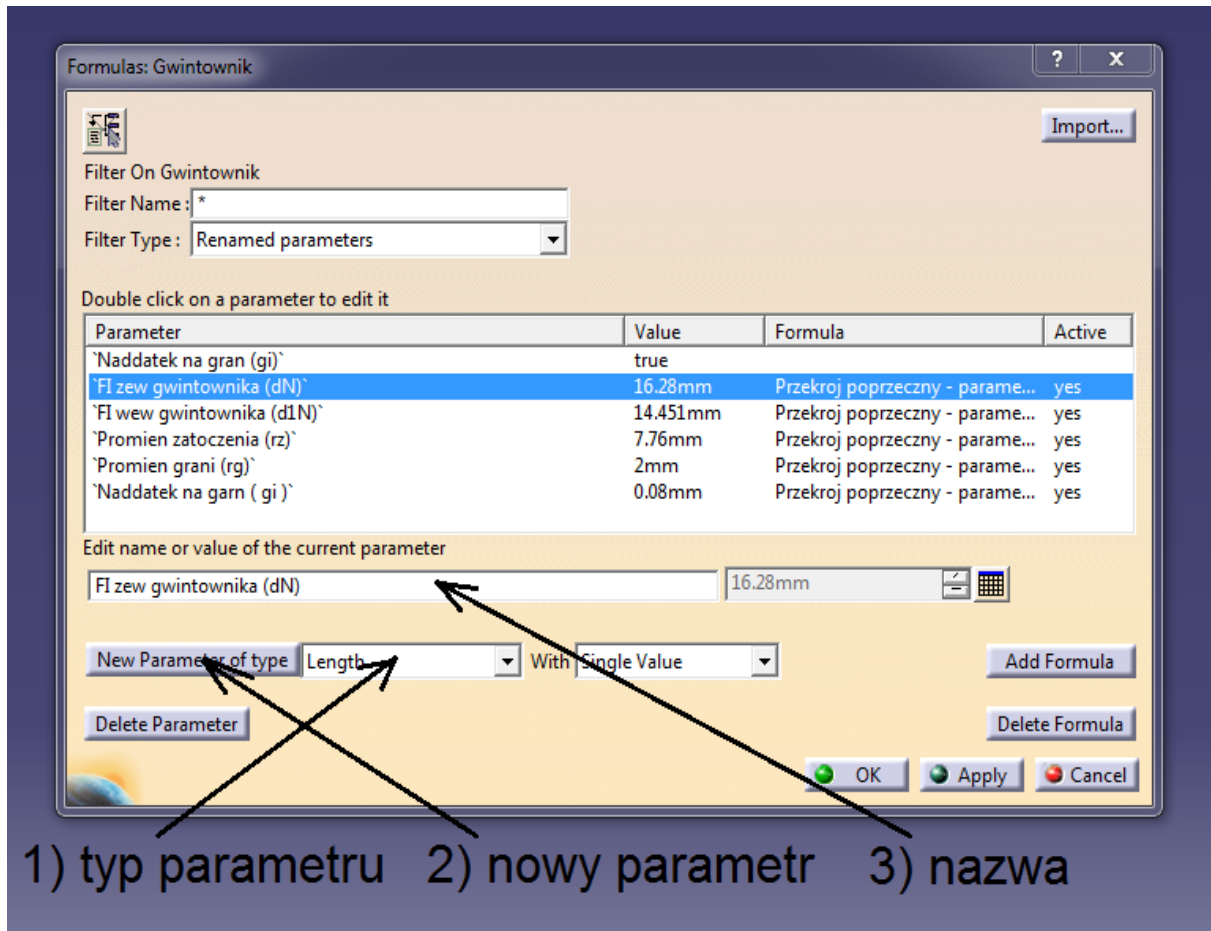 Formulas: Gwintownik
? X
Import...
Filter On Gwintownik
Filter Name : *
Filter Type : Renamed parameters
Double click on a parameter to edit it
Parameter Value Formula Active
`Naddatek na gran (gi)` true
`FI zew gwintownika (dN)` 16.28mm Przekroj poprzeczny - parame... yes
`FI wew gwintownika (d1N)` 14.451mm Przekroj poprzeczny - parame... yes
`Promien zatoczenia (rz)` 7.76mm Przekroj poprzeczny - parame... yes
`Promien grani (rg)` 2mm Przekroj poprzeczny - parame... yes
`Naddatek na garn ( gi )` 0.08mm Przekroj poprzeczny - parame... yes
Edit name or value of the current parameter
FI zew gwintownika (dN) 16.28mm
New Parameter of type Length With Single Value Add Formula
Delete Parameter Delete Formula
OK Apply Cancel
1) typ parametru 2) nowy parametr 3) nazwa